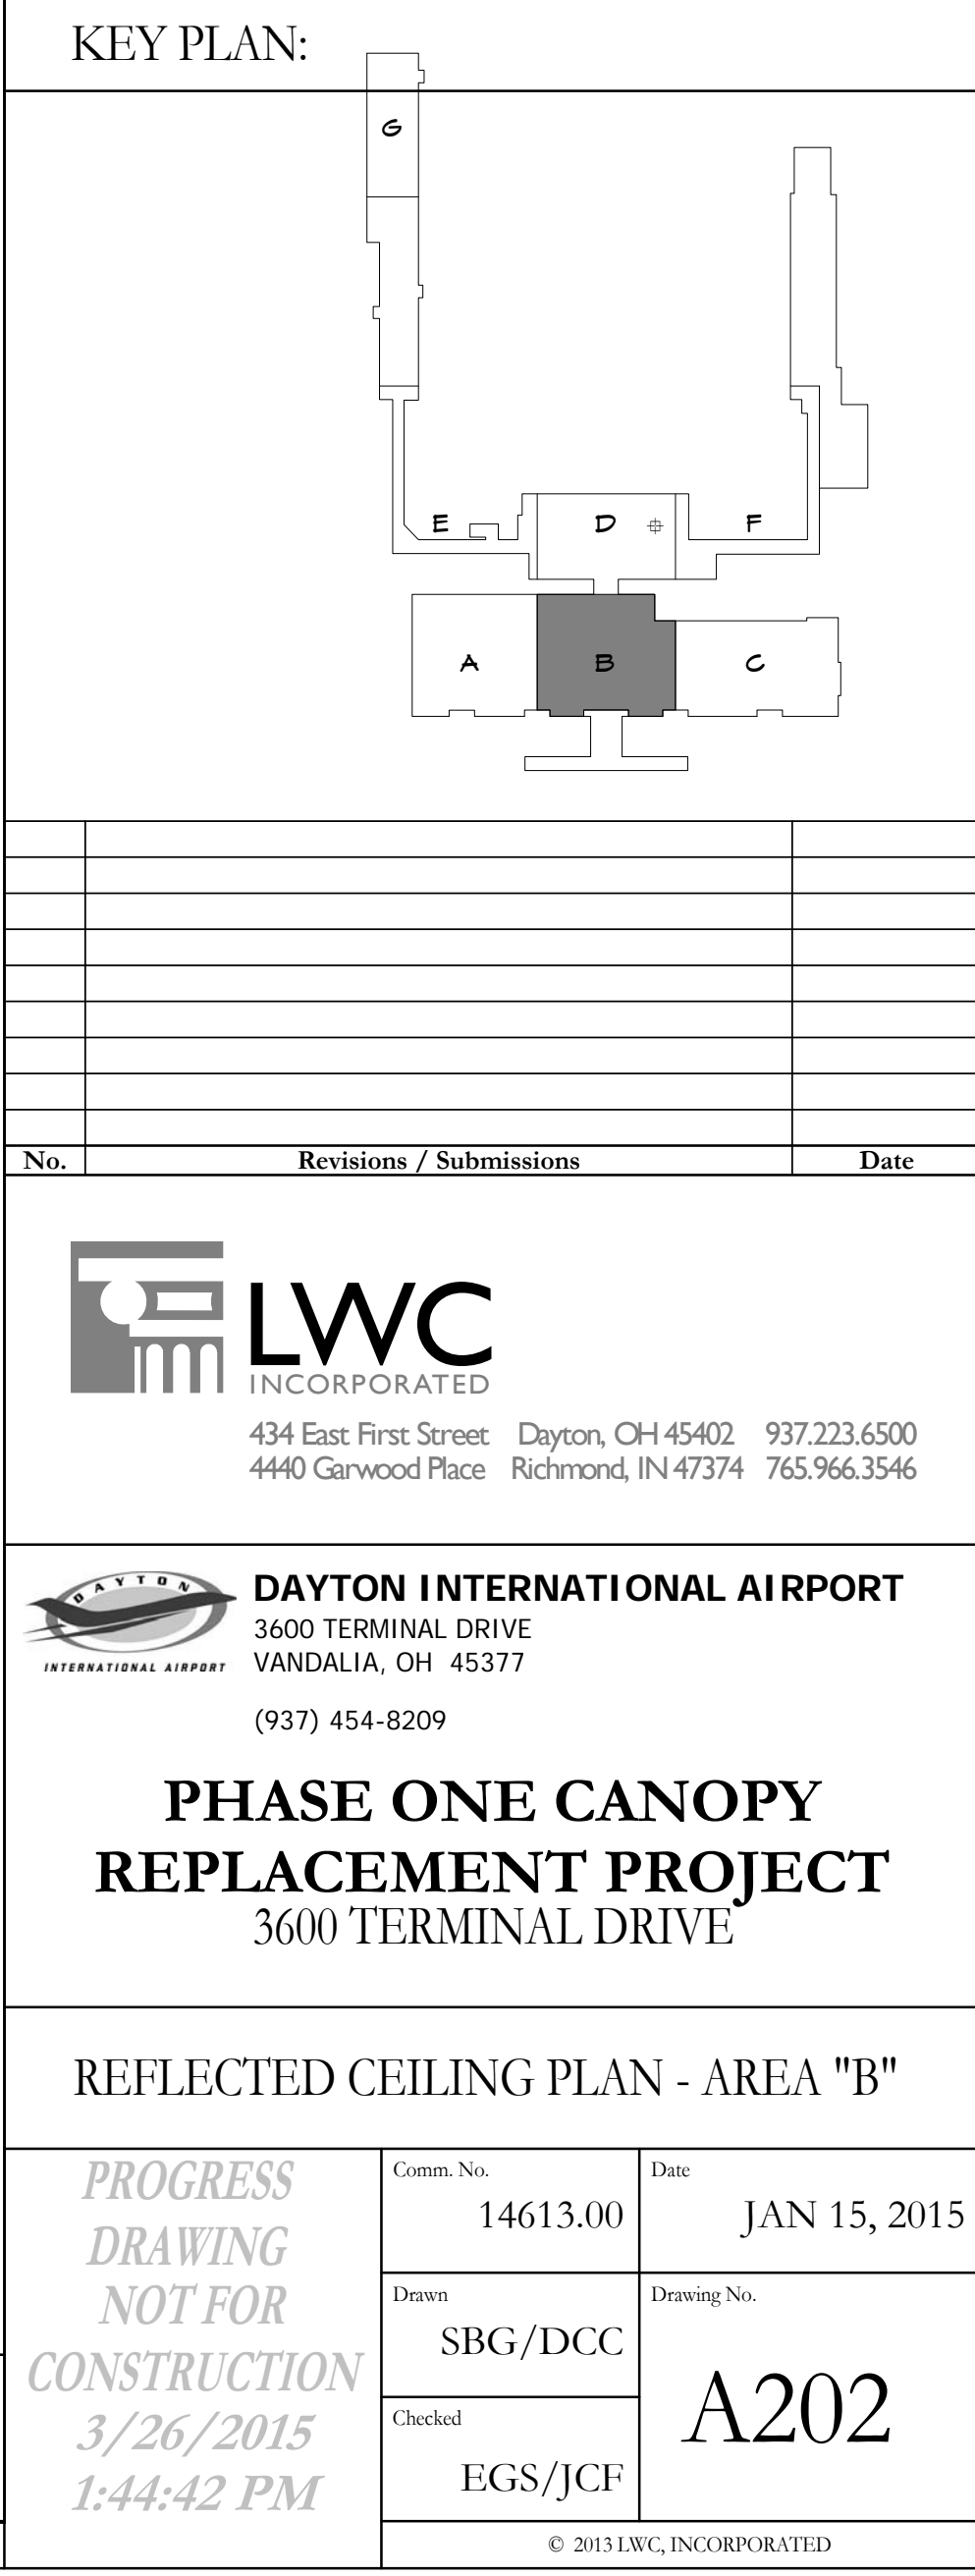 KEY PLAN:
G
E
D
F
A
B
C
No. Revisions / Submissions Date
LWC
INCORPORATED
434 East First Street Dayton, OH 45402 937.223.6500
4440 Garwood Place Richmond, IN 47374 765.966.3546
DAYTON
INTERNATIONAL AIRPORT
DAYTON INTERNATIONAL AIRPORT
3600 TERMINAL DRIVE
VANDALIA, OH 45377
(937) 454-8209
PHASE ONE CANOPY
REPLACEMENT PROJECT
3600 TERMINAL DRIVE
REFLECTED CEILING PLAN - AREA "B"
PROGRESS
DRAWING
NOT FOR
CONSTRUCTION
3/26/2015
1:44:42 PM
Comm. No.
14613.00
Date
JAN 15, 2015
Drawn
SBG/DCC
Drawing No.
A202
Checked
EGS/JCF
© 2013 LWC, INCORPORATED